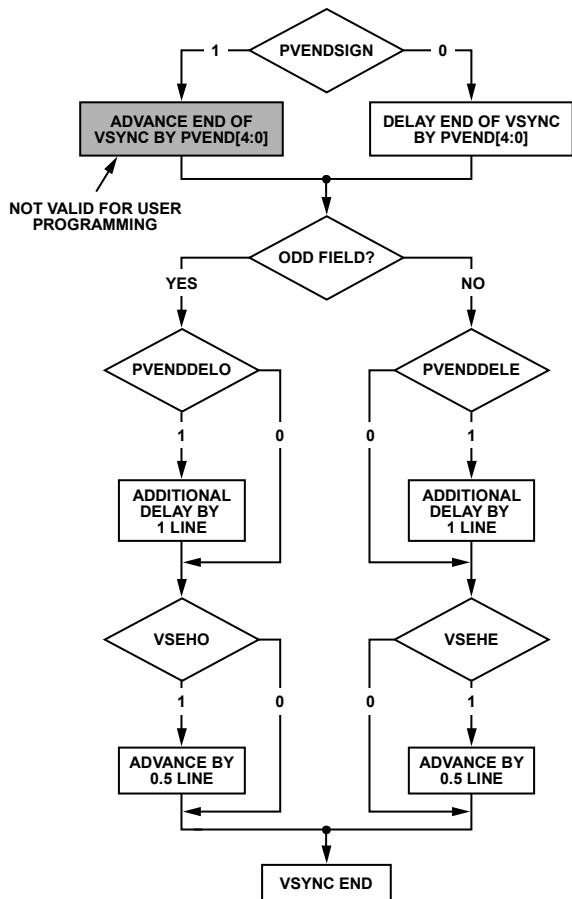 PVENDSIGN
1
0
ADVANCE END OF
VSYNC BY PVEND[4:0]
DELAY END OF VSYNC
BY PVEND[4:0]
NOT VALID FOR USER
PROGRAMMING
ODD FIELD?
YES
NO
PVENDDELO
PVENDDELE
1
0
0
1
ADDITIONAL
DELAY BY
1 LINE
ADDITIONAL
DELAY BY
1 LINE
VSEHO
VSEHE
1
0
0
1
ADVANCE BY
0.5 LINE
ADVANCE BY
0.5 LINE
VSYNC END